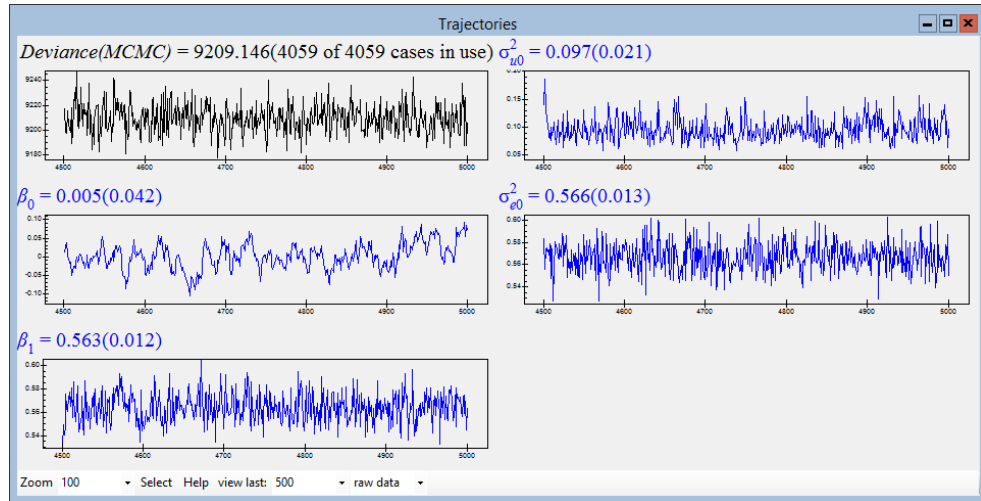 Trajectories
Deviance(MCMC) = 9209.146(4059 of 4059 cases in use)
9240
9220
9200
9180
4500 4600 4700 4800 4900 5000
σ²u0 = 0.097(0.021)
0.20
0.15
0.10
0.05
4500 4600 4700 4800 4900 5000
β0 = 0.005(0.042)
0.10
0.05
0
-0.05
-0.10
4500 4600 4700 4800 4900 5000
σ²e0 = 0.566(0.013)
0.60
0.58
0.56
0.54
4500 4600 4700 4800 4900 5000
β1 = 0.563(0.012)
0.60
0.58
0.56
0.54
4500 4600 4700 4800 4900 5000
Zoom 100 Select Help view last: 500 raw data